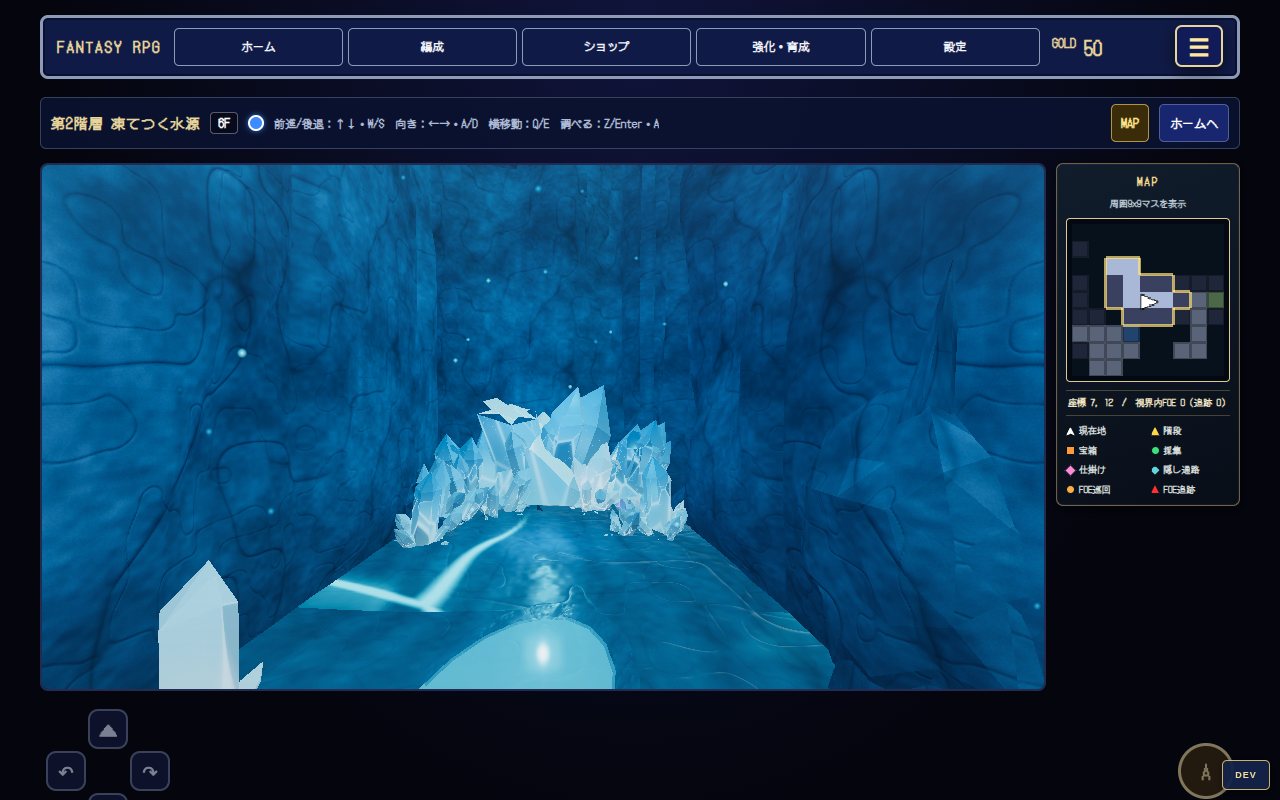 FANTASY RPG ホーム 編成 ショップ 強化・育成 設定 GOLD 50
第2階層 凍てつく水源 6F 前進/後退：↑↓・W/S 向き：←→・A/D 横移動：Q/E 調べる：Z/Enter・A MAP ホームへ
MAP
周囲9x9マスを表示
座標 7, 12 / 視界内FOE 0 (追跡 0)
現在地 階段
宝箱 採集
仕掛け 隠し通路
FOE巡回 FOE追跡
A DEV